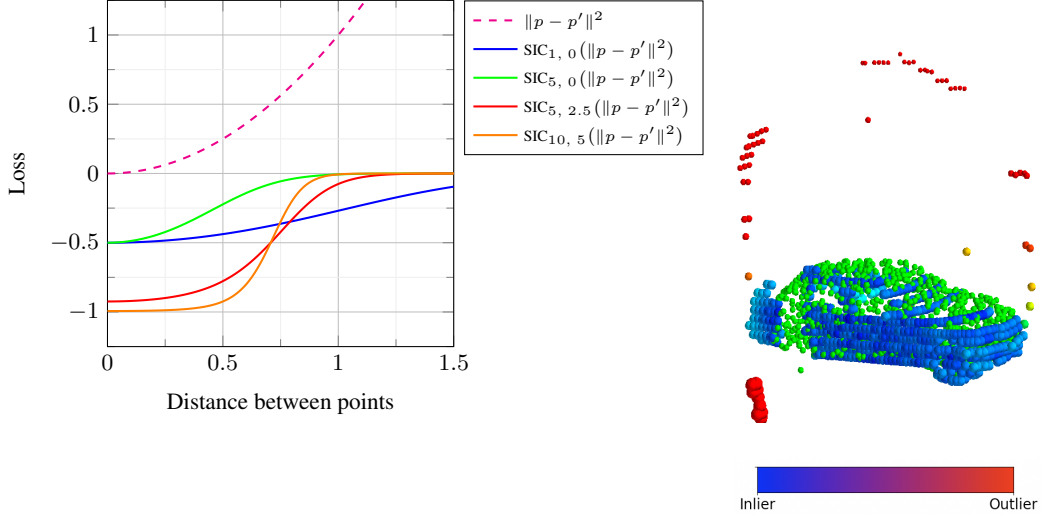 1
0.5
0
−0.5
−1
Loss
0
0.5
1
1.5
Distance between points
∥p − p′∥²
SIC₁, ₀(∥p − p′∥²)
SIC₅, ₀(∥p − p′∥²)
SIC₅, ₂.₅(∥p − p′∥²)
SIC₁₀, ₅(∥p − p′∥²)
Inlier Outlier